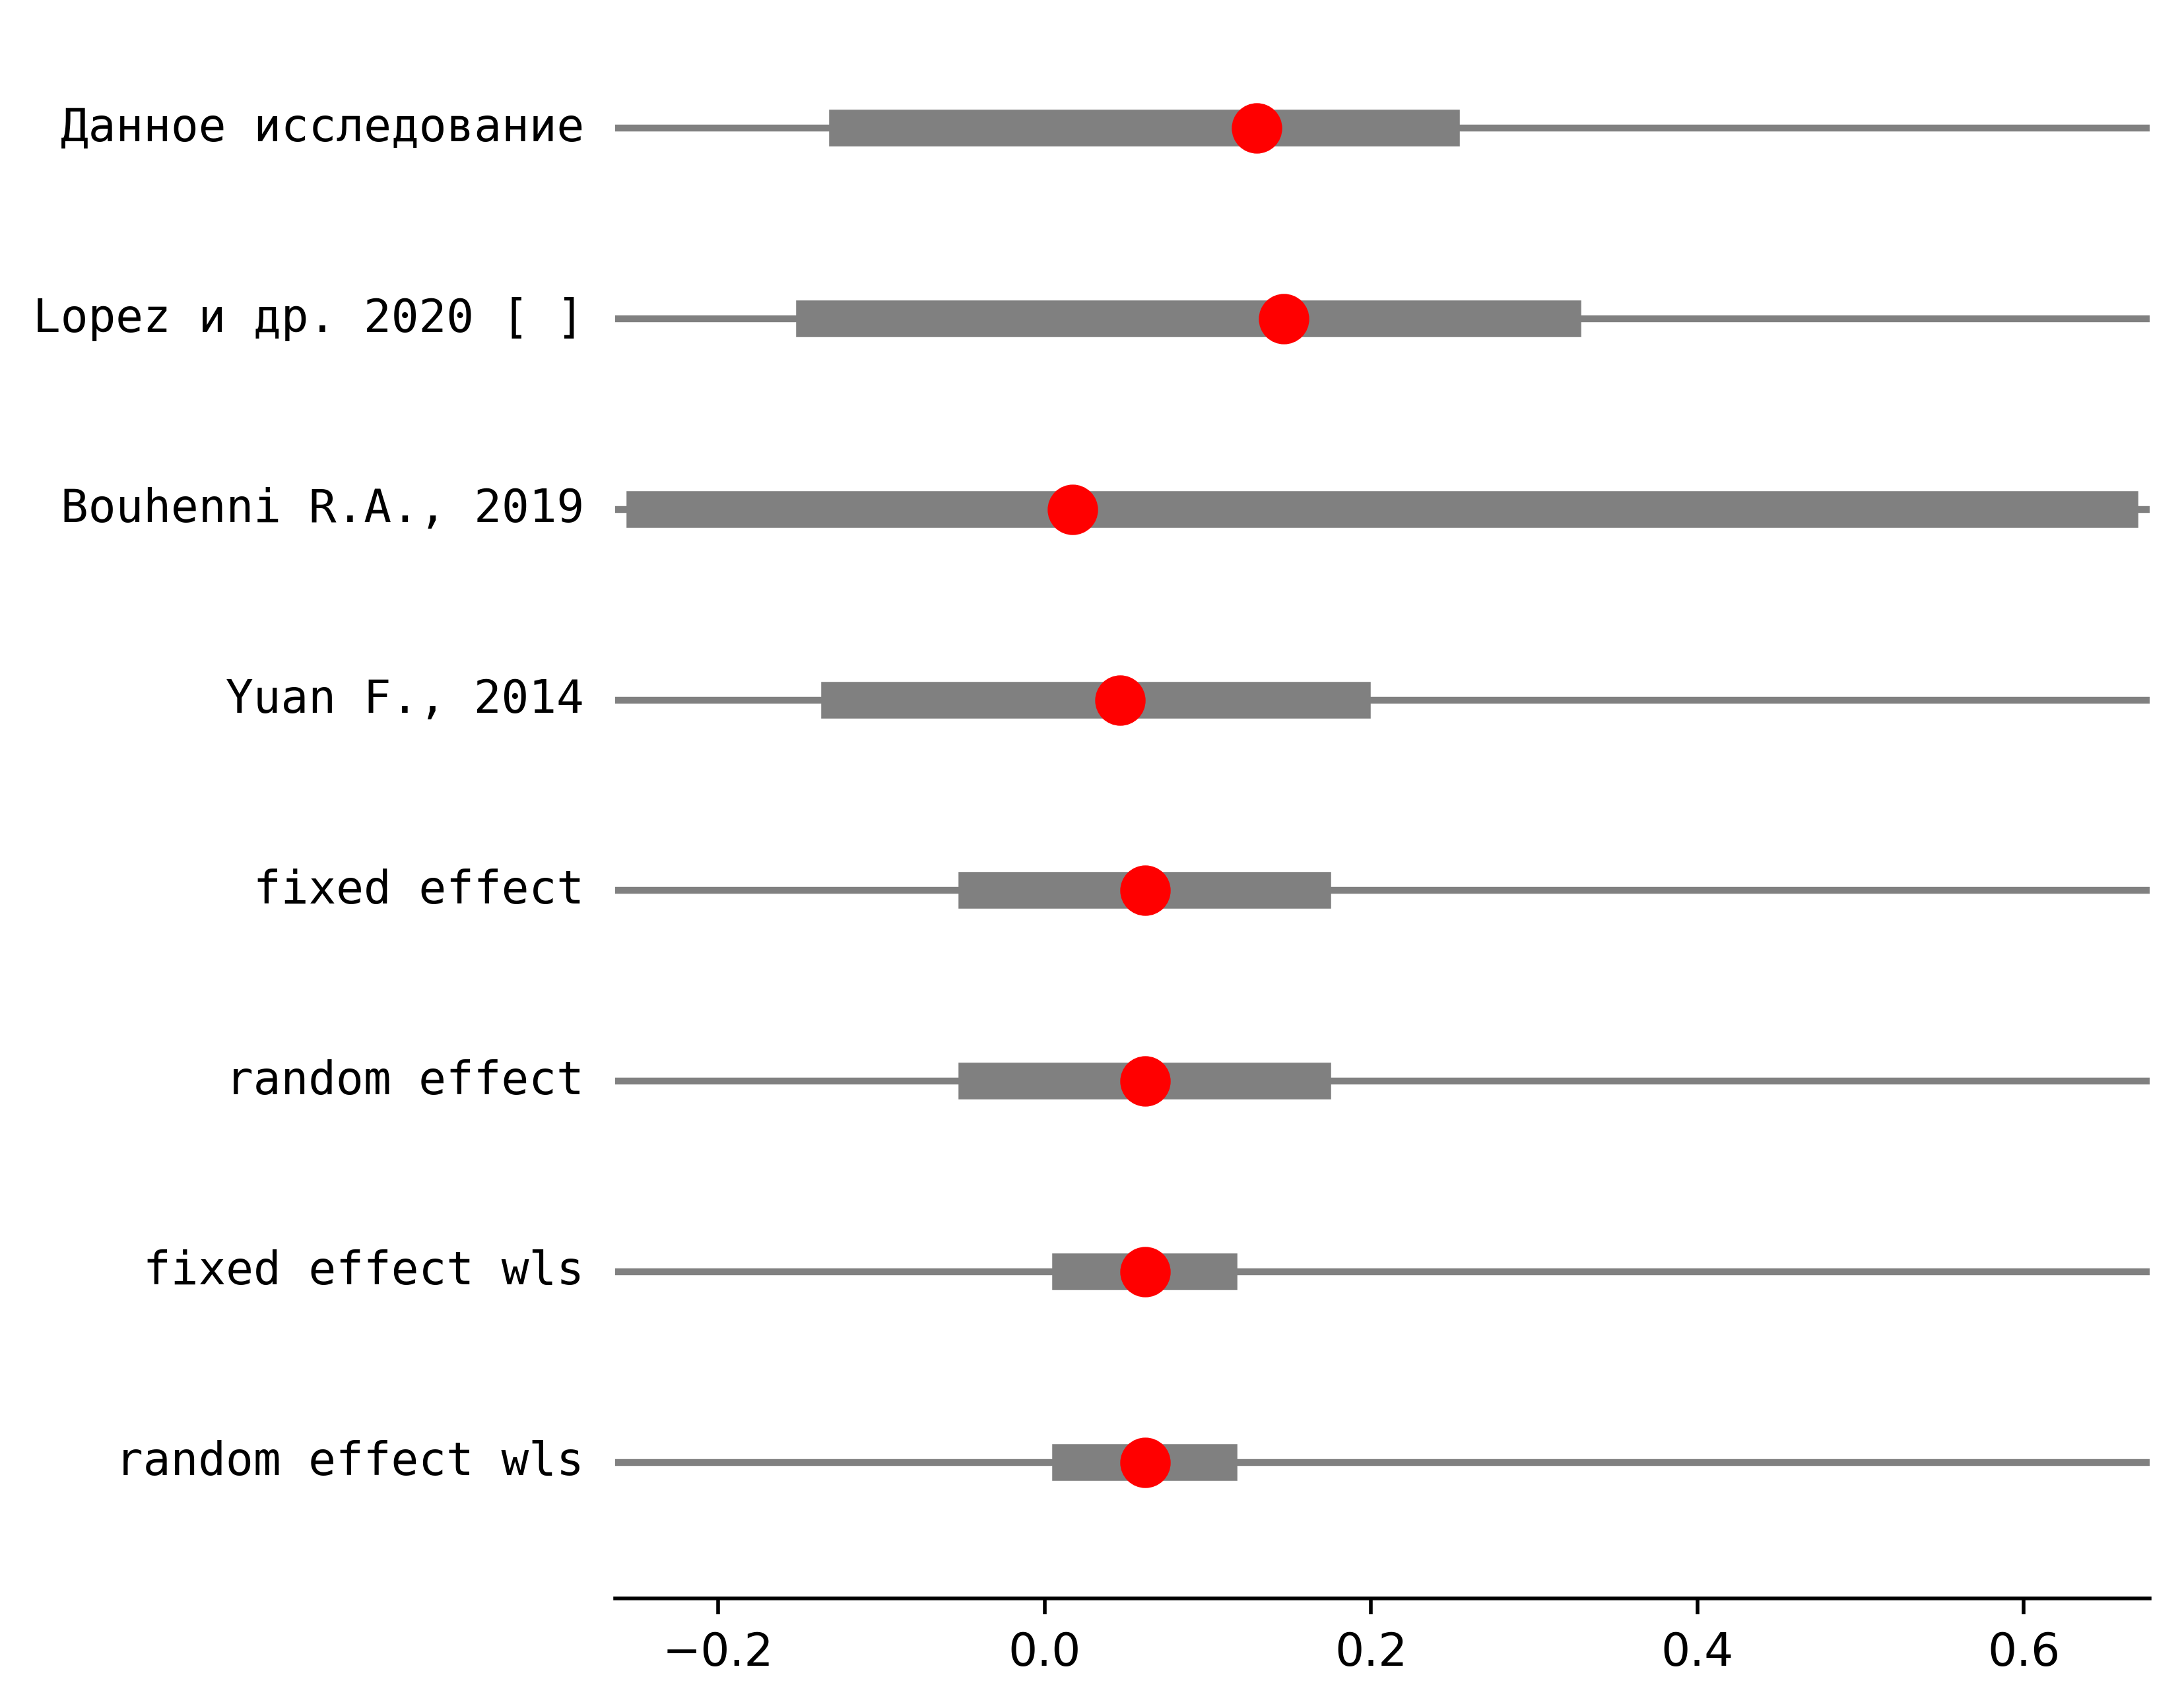 Данное исследование
Lopez и др. 2020 [ ]
Bouhenni R.A., 2019
Yuan F., 2014
fixed effect
random effect
fixed effect wls
random effect wls
−0.2 0.0 0.2 0.4 0.6